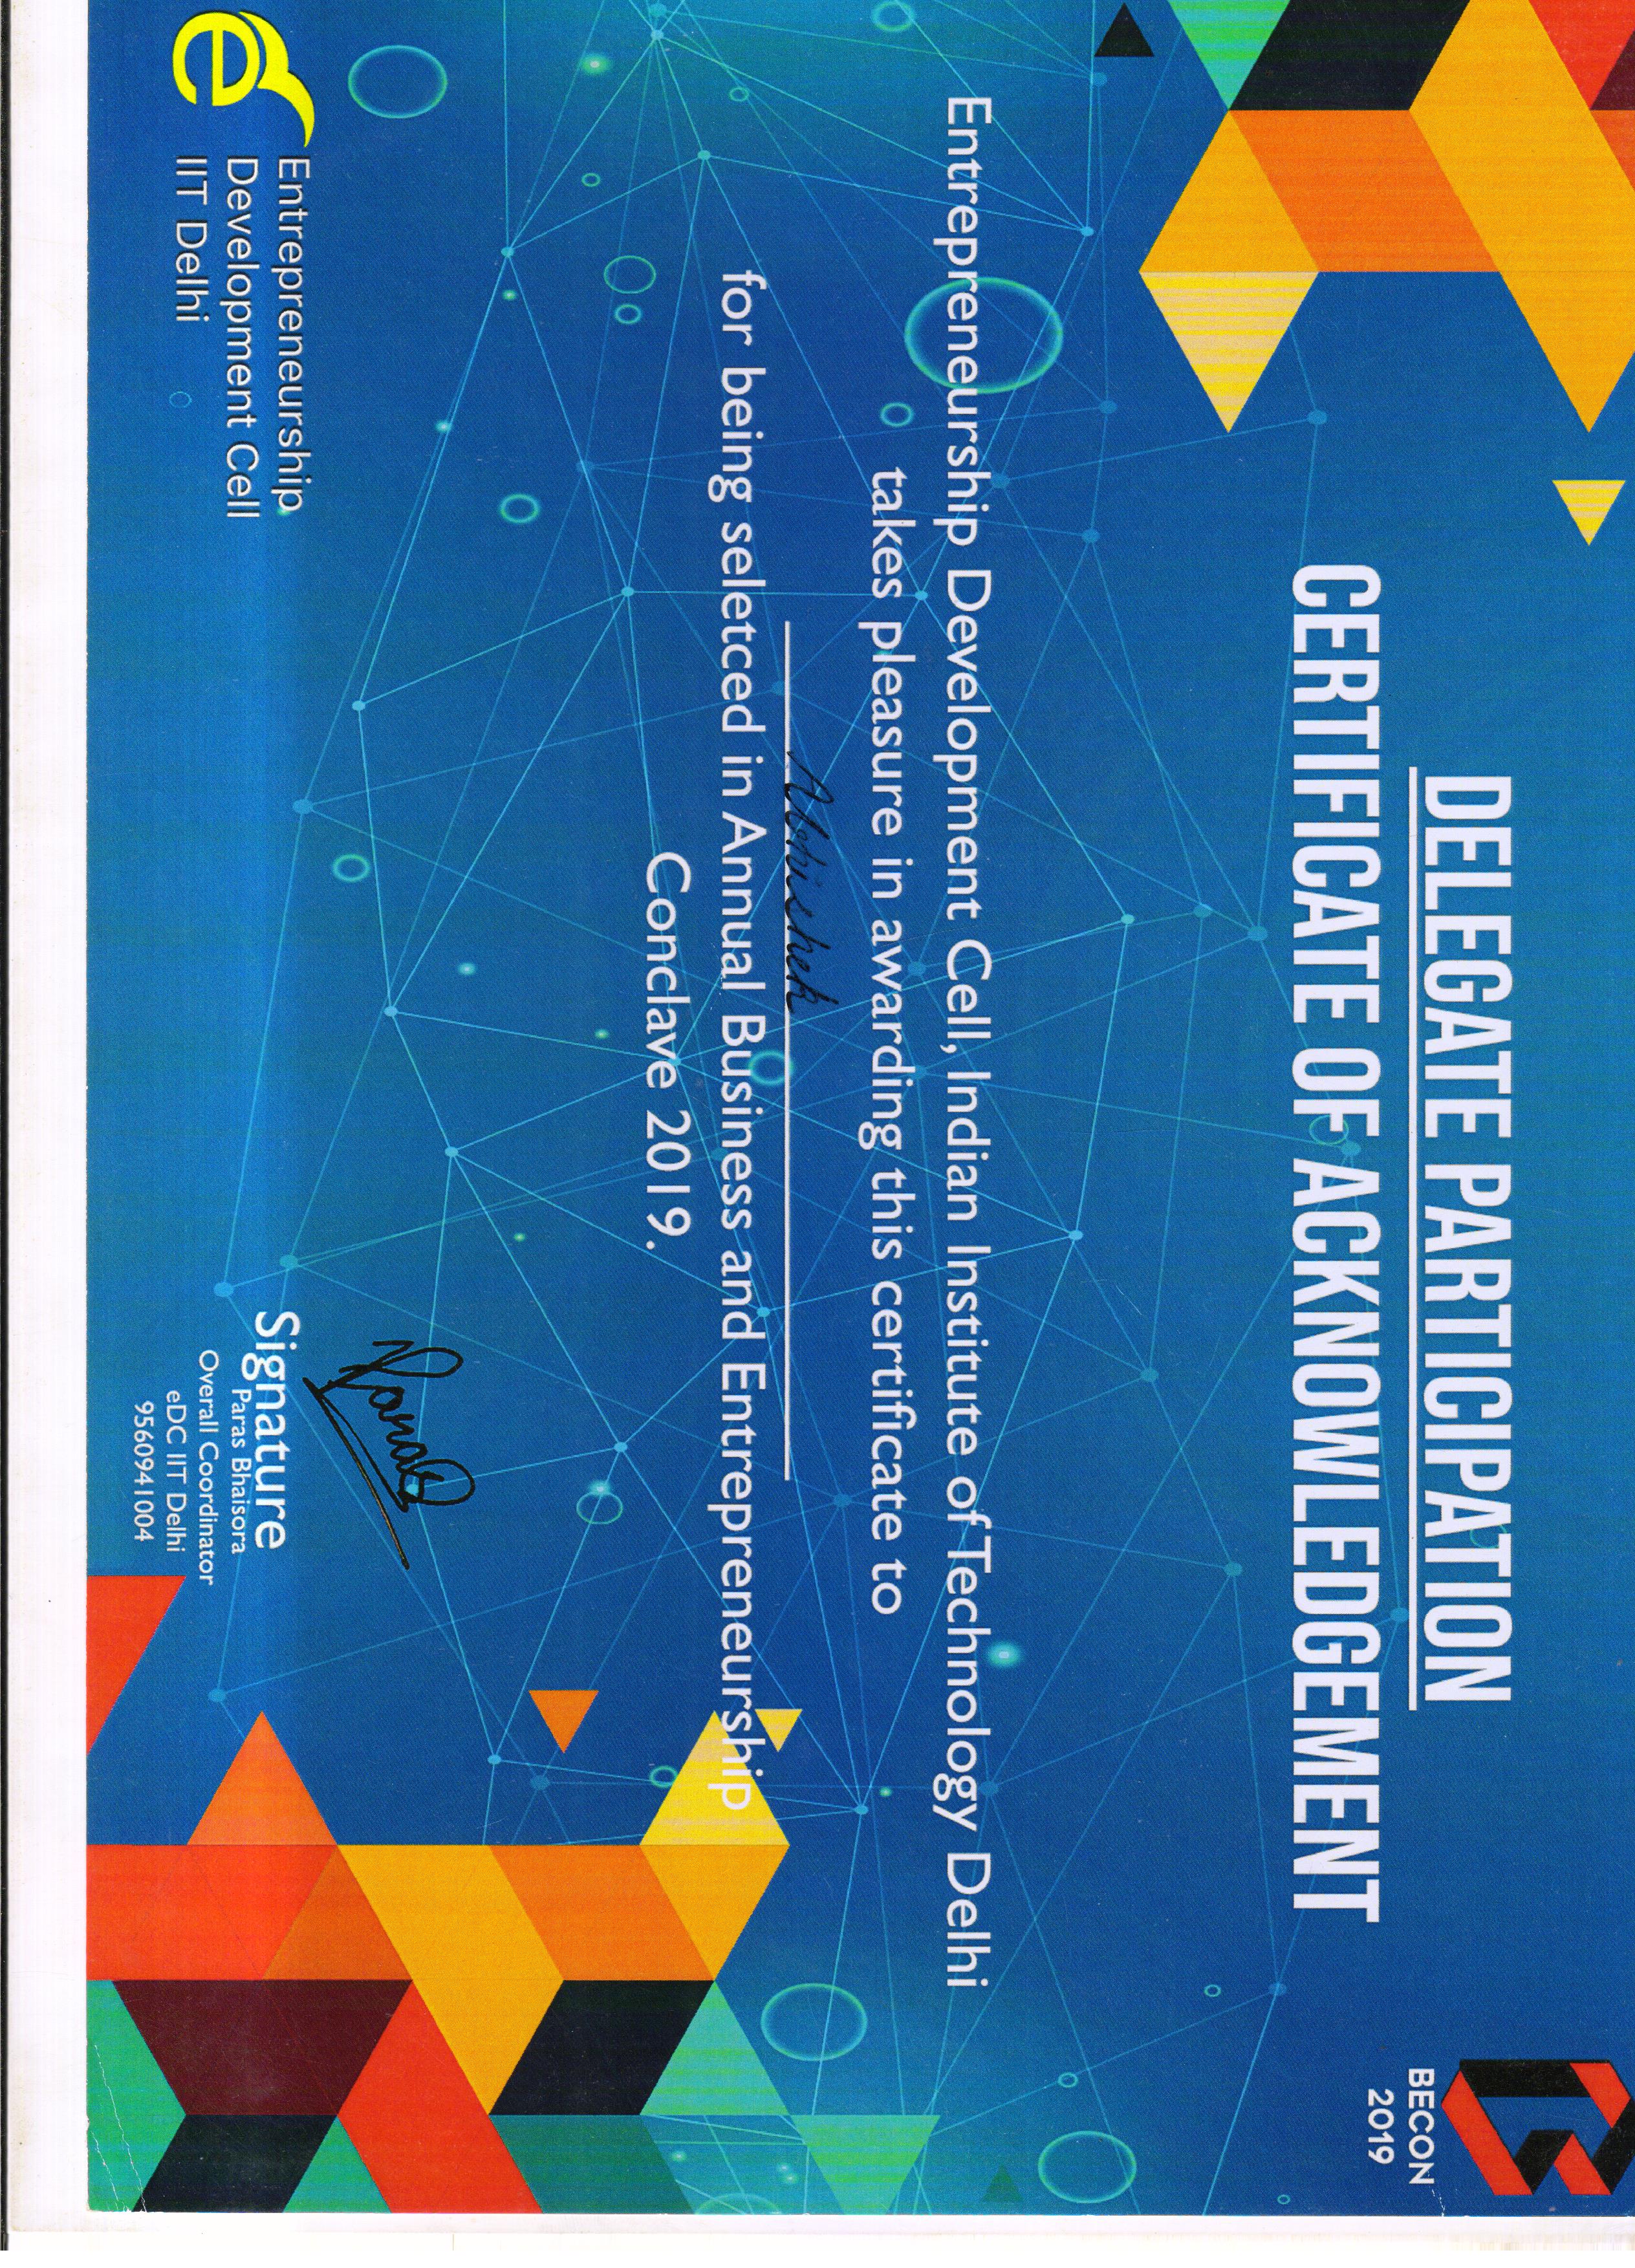 DELEGATE PARTICIPATION
CERTIFICATE OF ACKNOWLEDGEMENT
BECON
2019
Entrepreneurship Development Cell, Indian Institute of Technology Delhi
takes pleasure in awarding this certificate to
Abhishek
for being seletced in Annual Business and Entrepreneurship
Conclave 2019.
Paras
Signature
Paras Bhaisora
Overall Coordinator
eDC IIT Delhi
9560941004
Entrepreneurship
Development Cell
IIT Delhi